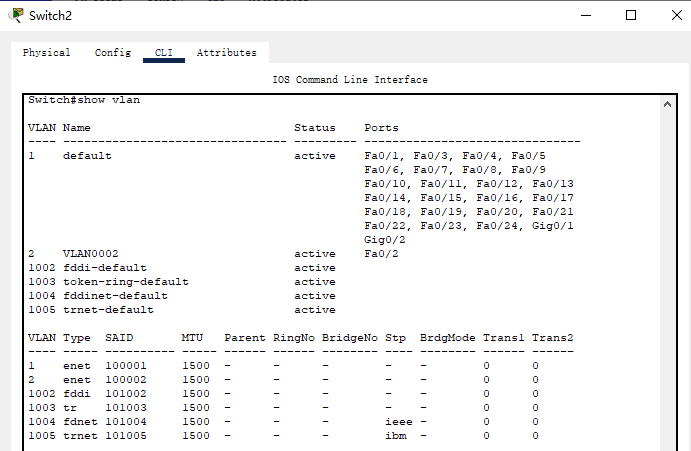 Switch2
Physical Config CLI Attributes
IOS Command Line Interface
Switch#show vlan
VLAN Name                             Status    Ports
---- -------------------------------- --------- -------------------------------
1    default                          active    Fa0/1, Fa0/3, Fa0/4, Fa0/5
                                                Fa0/6, Fa0/7, Fa0/8, Fa0/9
                                                Fa0/10, Fa0/11, Fa0/12, Fa0/13
                                                Fa0/14, Fa0/15, Fa0/16, Fa0/17
                                                Fa0/18, Fa0/19, Fa0/20, Fa0/21
                                                Fa0/22, Fa0/23, Fa0/24, Gig0/1
                                                Gig0/2
2    VLAN0002                         active    Fa0/2
1002 fddi-default                     active
1003 token-ring-default               active
1004 fddinet-default                  active
1005 trnet-default                    active
VLAN Type  SAID       MTU   Parent RingNo BridgeNo Stp  BrdgMode Trans1 Trans2
---- ----- ---------- ----- ------ ------ -------- ---- -------- ------ ------
1    enet  100001     1500  -      -      -        -    -        0      0
2    enet  100002     1500  -      -      -        -    -        0      0
1002 fddi  101002     1500  -      -      -        -    -        0      0
1003 tr    101003     1500  -      -      -        -    -        0      0
1004 fdnet 101004     1500  -      -      -        ieee -        0      0
1005 trnet 101005     1500  -      -      -        ibm  -        0      0